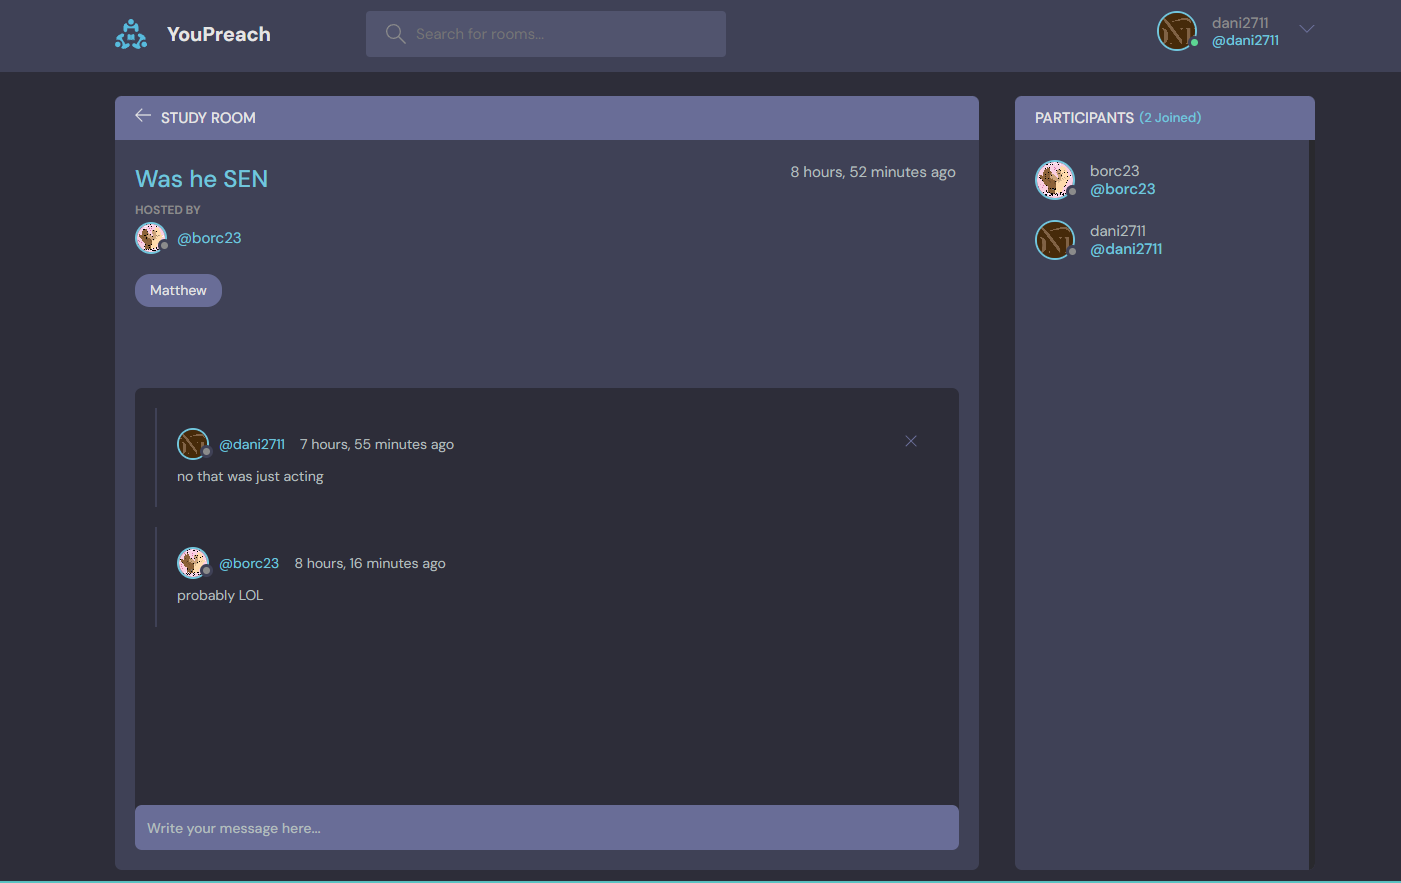 YouPreach
Search for rooms...
dani2711
@dani2711
STUDY ROOM
Was he SEN
8 hours, 52 minutes ago
HOSTED BY
@borc23
Matthew
@dani2711 7 hours, 55 minutes ago
no that was just acting
@borc23 8 hours, 16 minutes ago
probably LOL
Write your message here...
PARTICIPANTS (2 Joined)
borc23
@borc23
dani2711
@dani2711